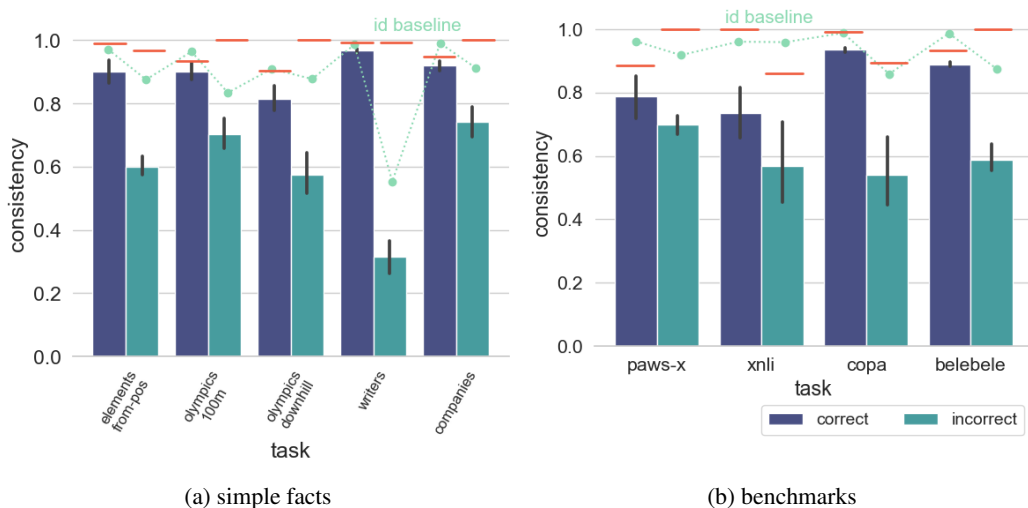 id baseline
1.0
0.8
0.6
0.4
0.2
0.0
consistency
elements
from-pos
olympics
100m
olympics
downhill
writers
companies
task
(a) simple facts
id baseline
1.0
0.8
0.6
0.4
0.2
0.0
consistency
paws-x
xnli
copa
belebele
task
correct
incorrect
(b) benchmarks